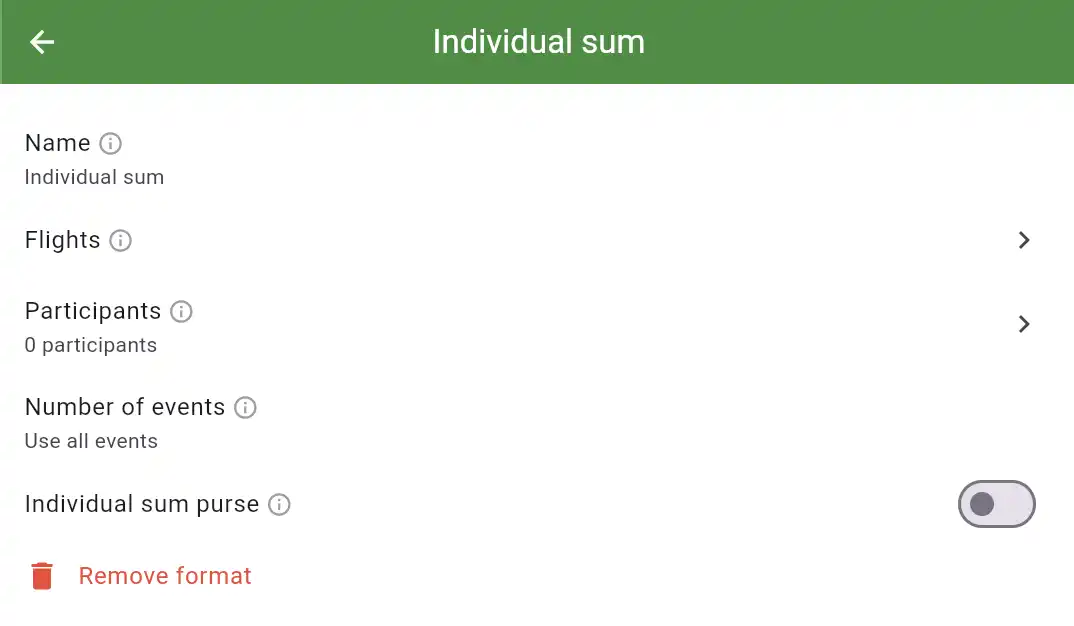 Individual sum
Name
Individual sum
Flights
Participants
0 participants
Number of events
Use all events
Individual sum purse
Remove format